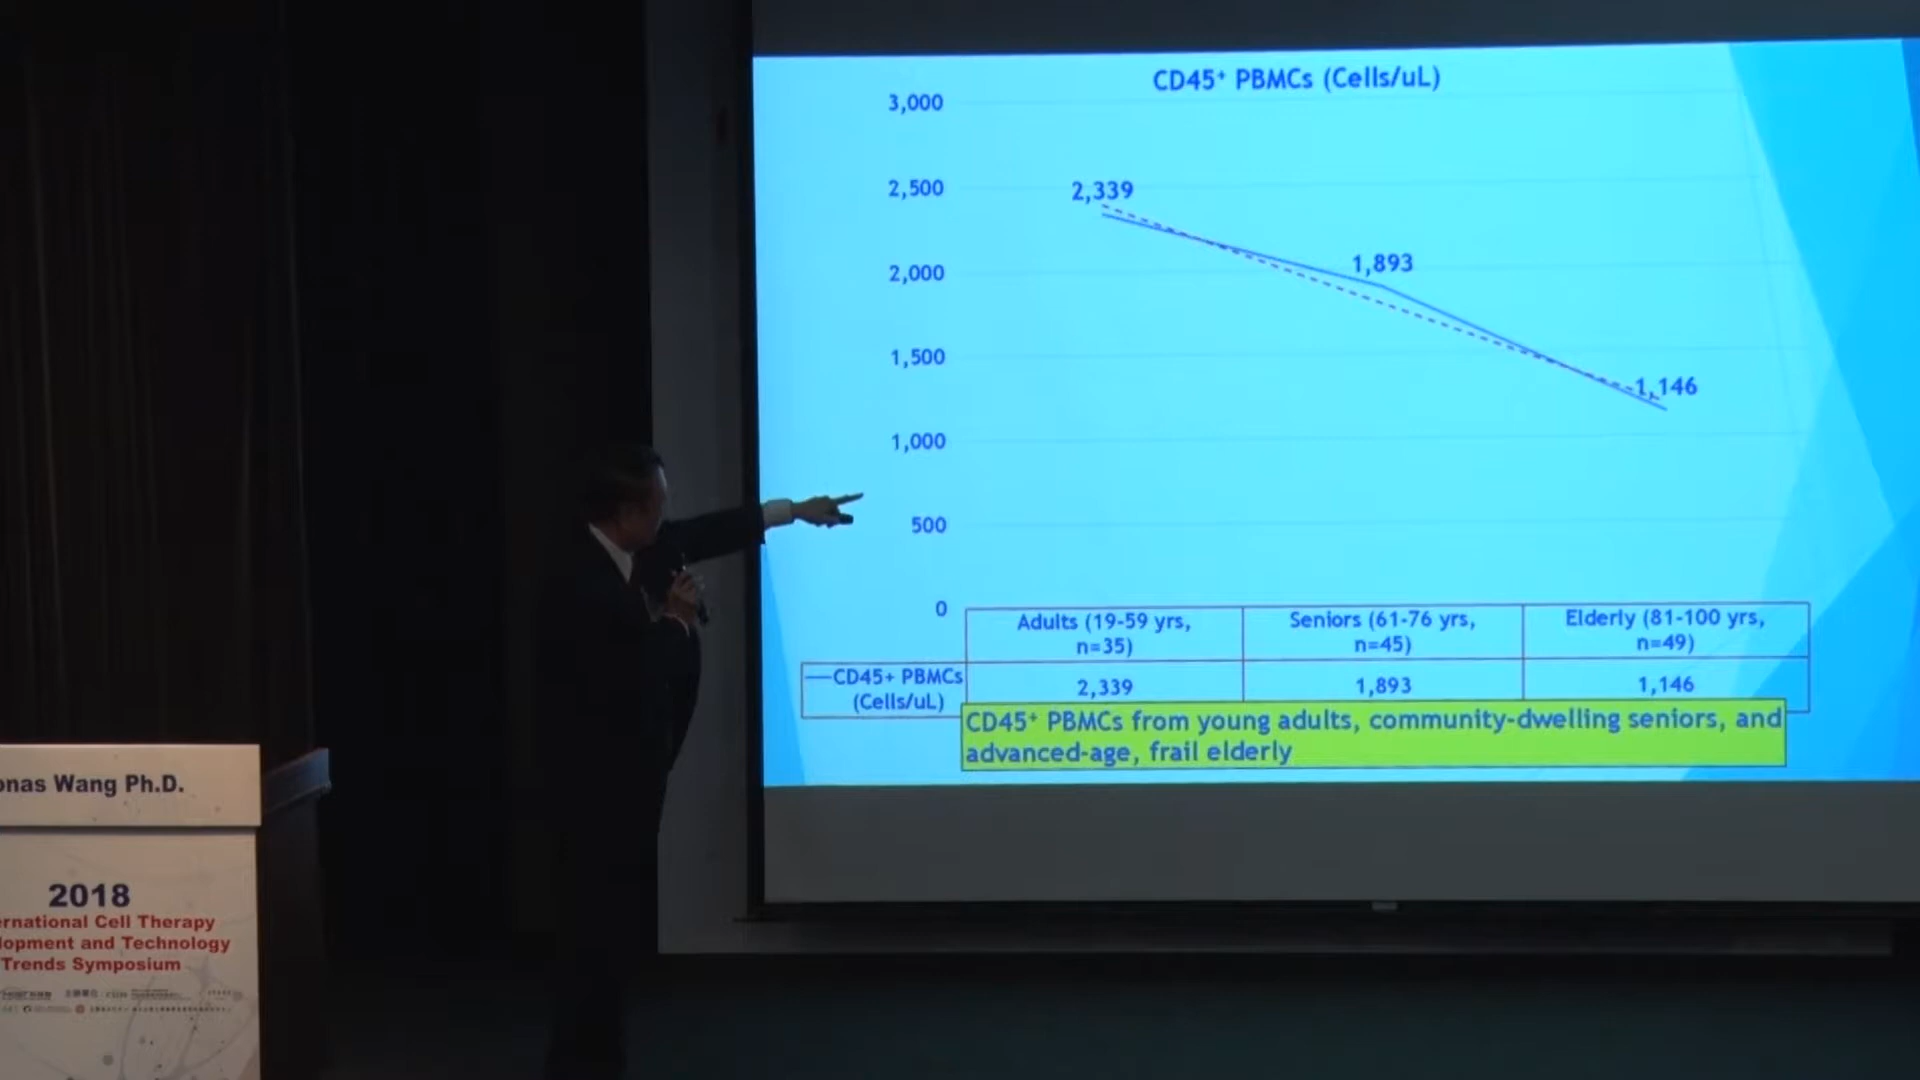 CD45⁺ PBMCs (Cells/uL)
3,000
2,500
2,000
1,500
1,000
500
0
2,339
1,893
1,146
Adults (19-59 yrs,
n=35)
Seniors (61-76 yrs,
n=45)
Elderly (81-100 yrs,
n=49)
CD45+ PBMCs
(Cells/uL)
2,339
1,893
1,146
CD45⁺ PBMCs from young adults, community-dwelling seniors, and
advanced-age, frail elderly
onas Wang Ph.D.
2018
ernational Cell Therapy
lopment and Technology
Trends Symposium